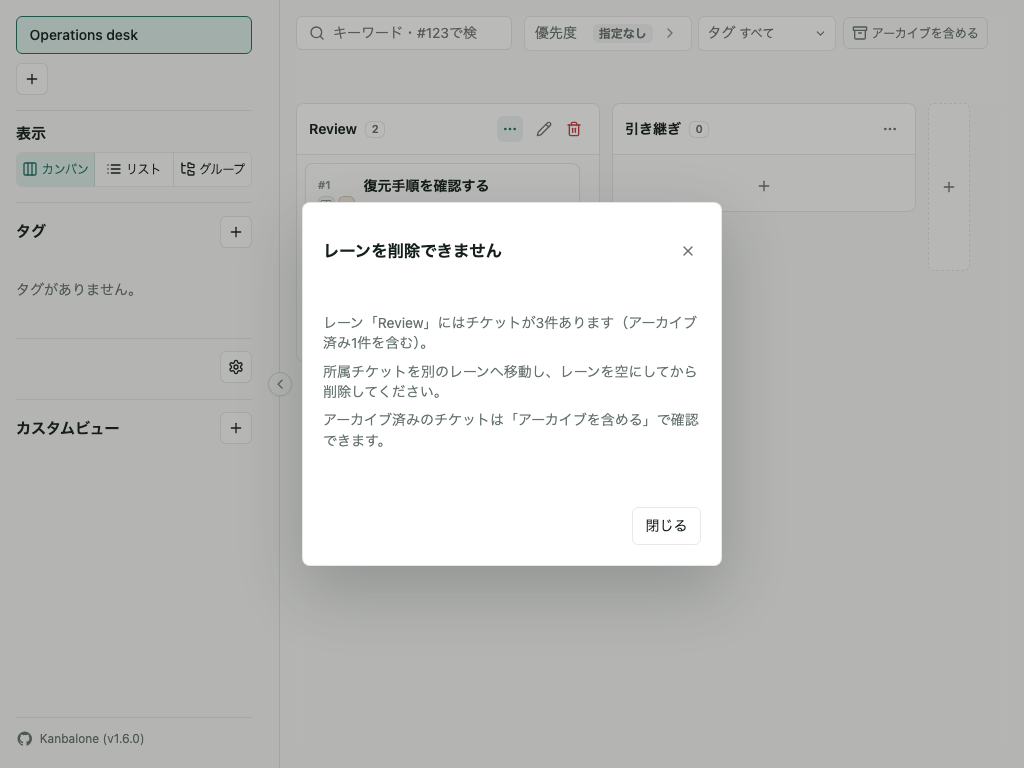 Operations desk
表示
カンバン
リスト
グループ
タグ
タグがありません。
カスタムビュー
Kanbalone (v1.6.0)
キーワード・#123で検
優先度 指定なし
タグ すべて
アーカイブを含める
Review 2
引き継ぎ 0
#1 復元手順を確認する
レーンを削除できません
レーン「Review」にはチケットが3件あります（アーカイブ
済み1件を含む）。
所属チケットを別のレーンへ移動し、レーンを空にしてから
削除してください。
アーカイブ済みのチケットは「アーカイブを含める」で確認
できます。
閉じる